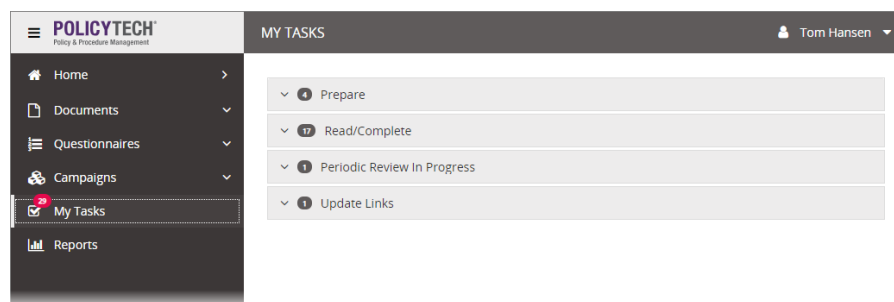 POLICYTECH
Policy & Procedure Management
MY TASKS
Tom Hansen
Home
Documents
Questionnaires
Campaigns
29
My Tasks
Reports
4 Prepare
17 Read/Complete
1 Periodic Review In Progress
1 Update Links